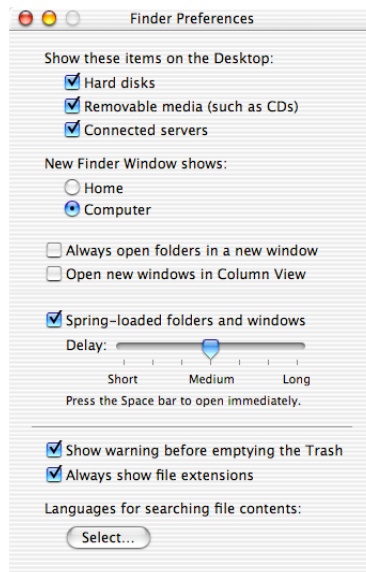 Finder Preferences
Show these items on the Desktop:
Hard disks
Removable media (such as CDs)
Connected servers
New Finder Window shows:
Home
Computer
Always open folders in a new window
Open new windows in Column View
Spring-loaded folders and windows
Delay:
Short Medium Long
Press the Space bar to open immediately.
Show warning before emptying the Trash
Always show file extensions
Languages for searching file contents:
Select...